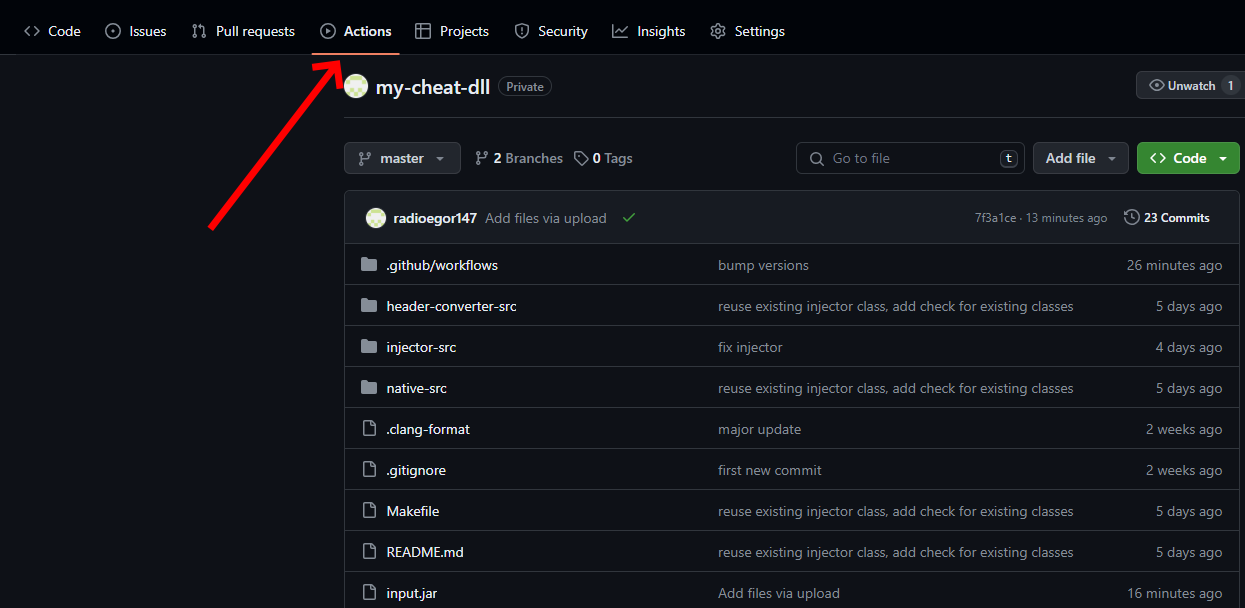 Code Issues Pull requests Actions Projects Security Insights Settings
my-cheat-dll Private Unwatch 1
master 2 Branches 0 Tags Go to file t Add file Code
radioegor147 Add files via upload 7f3a1ce · 13 minutes ago 23 Commits
.github/workflows bump versions 26 minutes ago
header-converter-src reuse existing injector class, add check for existing classes 5 days ago
injector-src fix injector 4 days ago
native-src reuse existing injector class, add check for existing classes 5 days ago
.clang-format major update 2 weeks ago
.gitignore first new commit 2 weeks ago
Makefile reuse existing injector class, add check for existing classes 5 days ago
README.md reuse existing injector class, add check for existing classes 5 days ago
input.jar Add files via upload 16 minutes ago